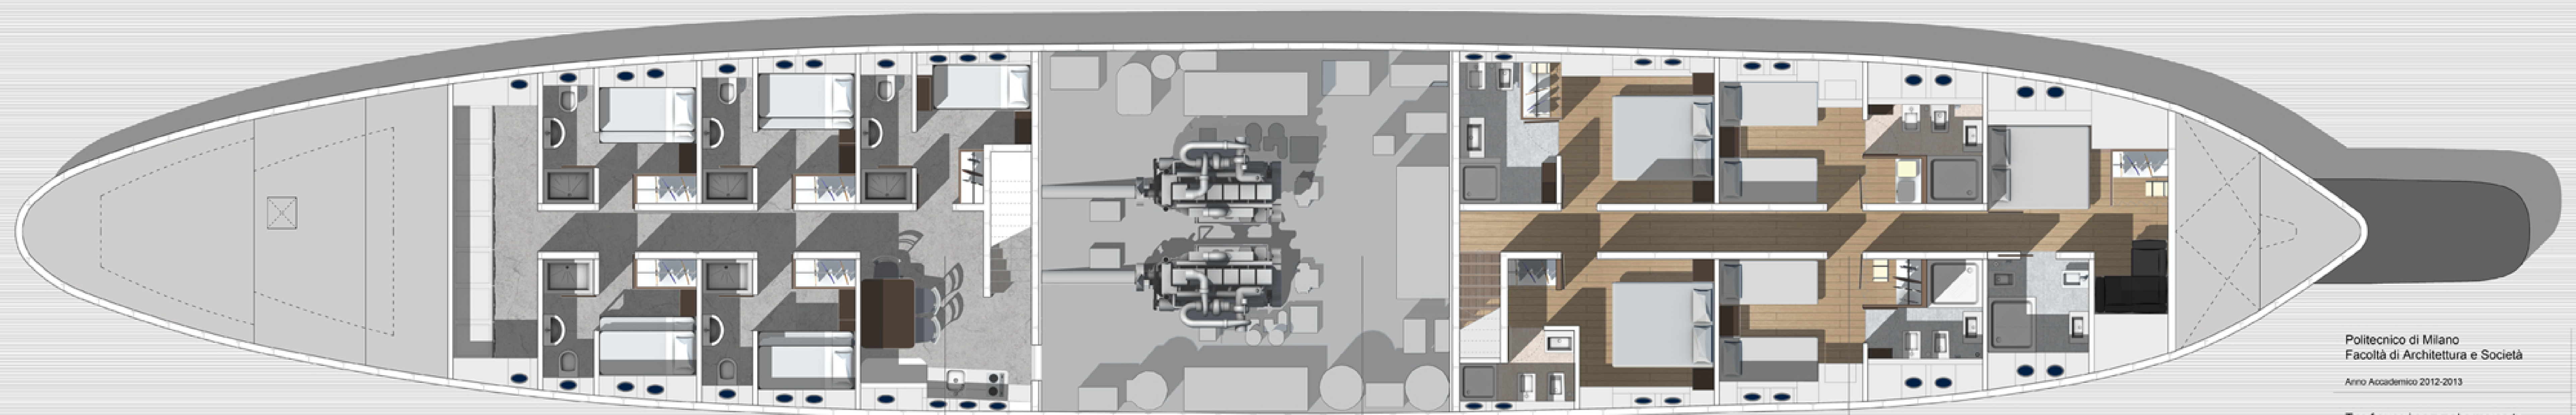 Politecnico di Milano
Facoltà di Architettura e Società
Anno Accademico 2012-2013